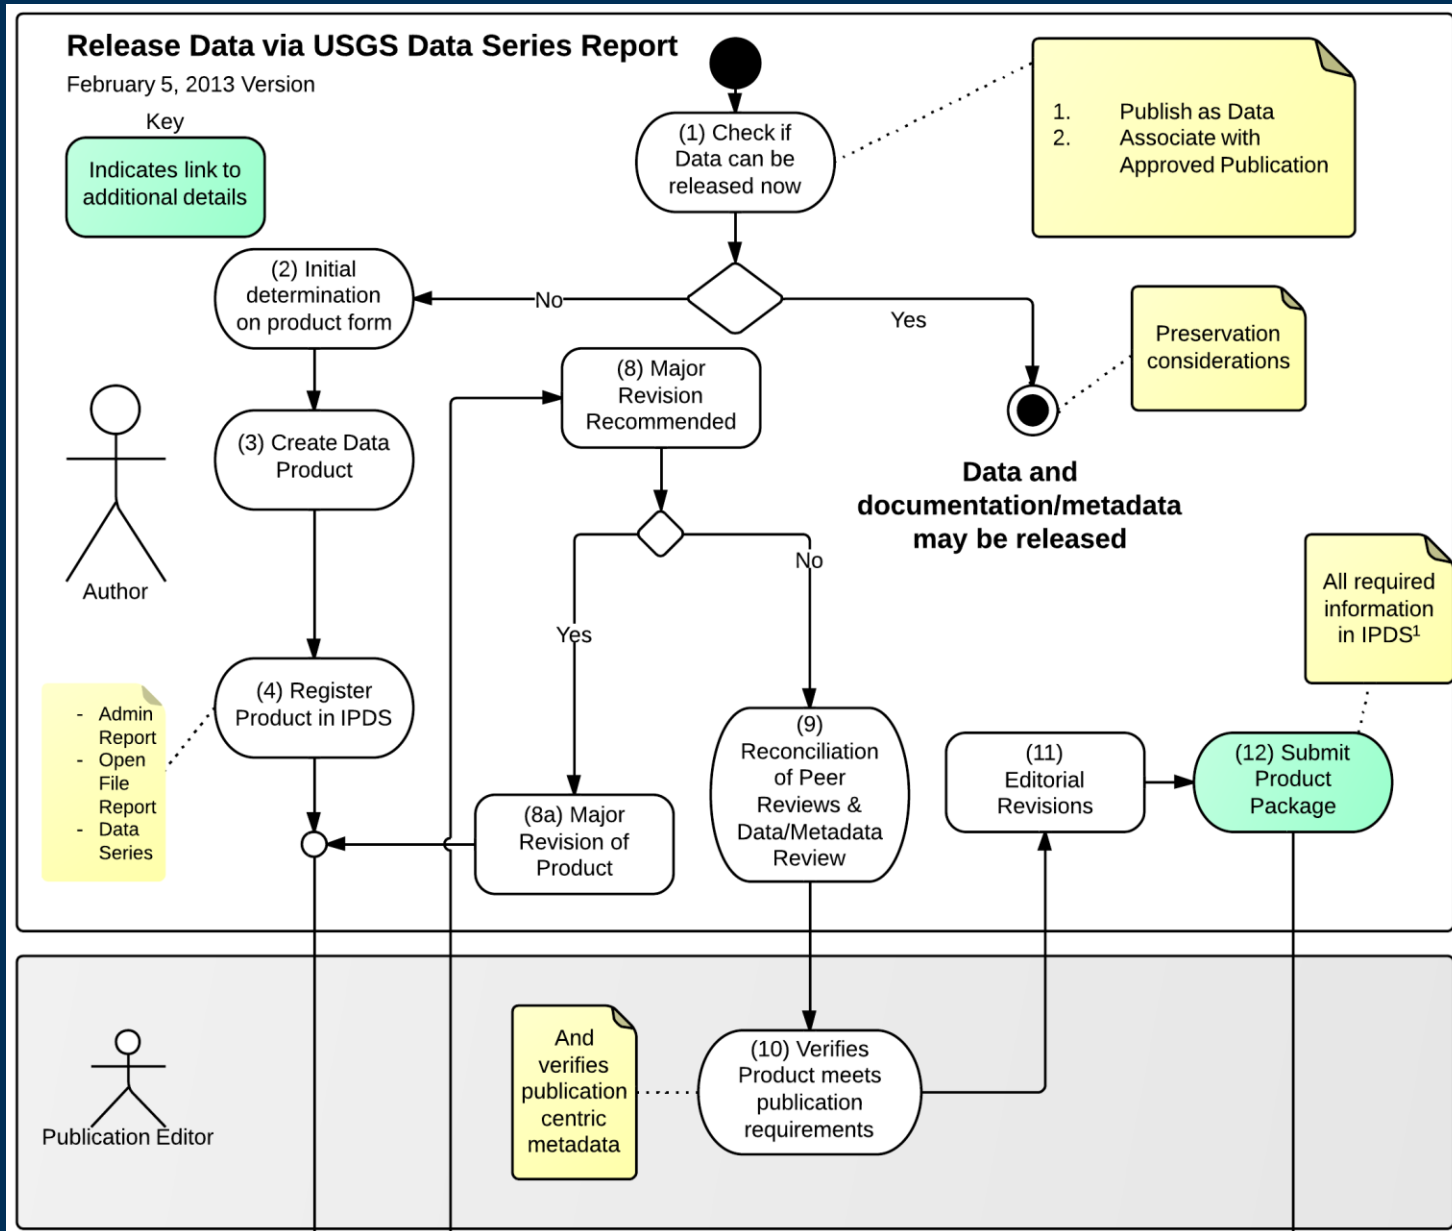 Release Data via USGS Data Series Report
February 5, 2013 Version
Key
Indicates link to
additional details
(1) Check if
Data can be
released now
1. Publish as Data
2. Associate with
Approved Publication
(2) Initial
determination
on product form
No
Yes
Preservation
considerations
(8) Major
Revision
Recommended
(3) Create Data
Product
Data and
documentation/metadada
may be released
Author
No
All required
information
in IPDS¹
Yes
(4) Register
Product in IPDS
- Admin
Report
- Open
File
Report
- Data
Series
(9)
Reconciliation
of Peer
Reviews &
Data/Metadada
Review
(11)
Editorial
Revisions
(12) Submit
Product
Package
(8a) Major
Revision of
Product
And
verifies
publication
centric
metadada
(10) Verifies
Product meets
publication
requirements
Publication Editor